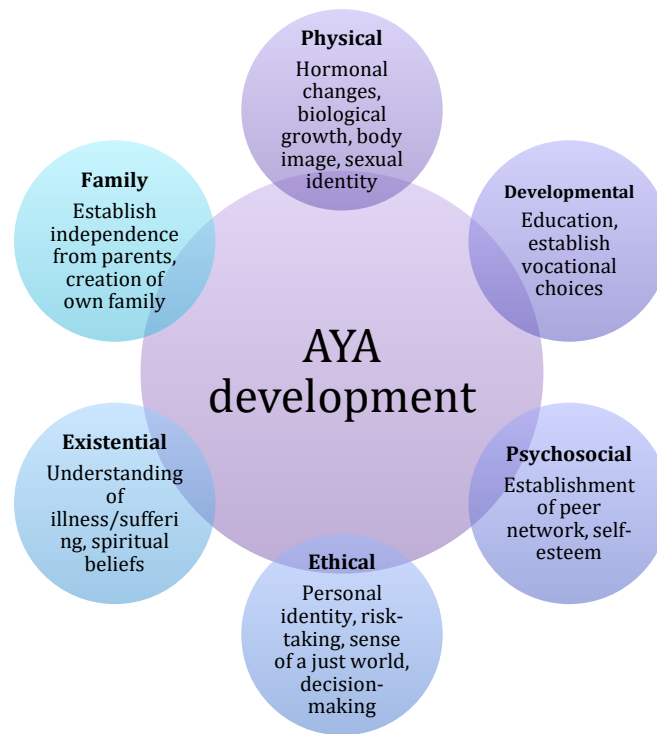 Physical
Hormonal
changes,
biological
growth, body
image, sexual
identity
Developmental
Education,
establish
vocational
choices
Psychosocial
Establishment
of peer
network, self-
esteem
Ethical
Personal
identity, risk-
taking, sense
of a just world,
decision-
making
Existential
Understanding
of
illness/sufferi
ng, spiritual
beliefs
Family
Establish
independence
from parents,
creation of
own family
AYA
development